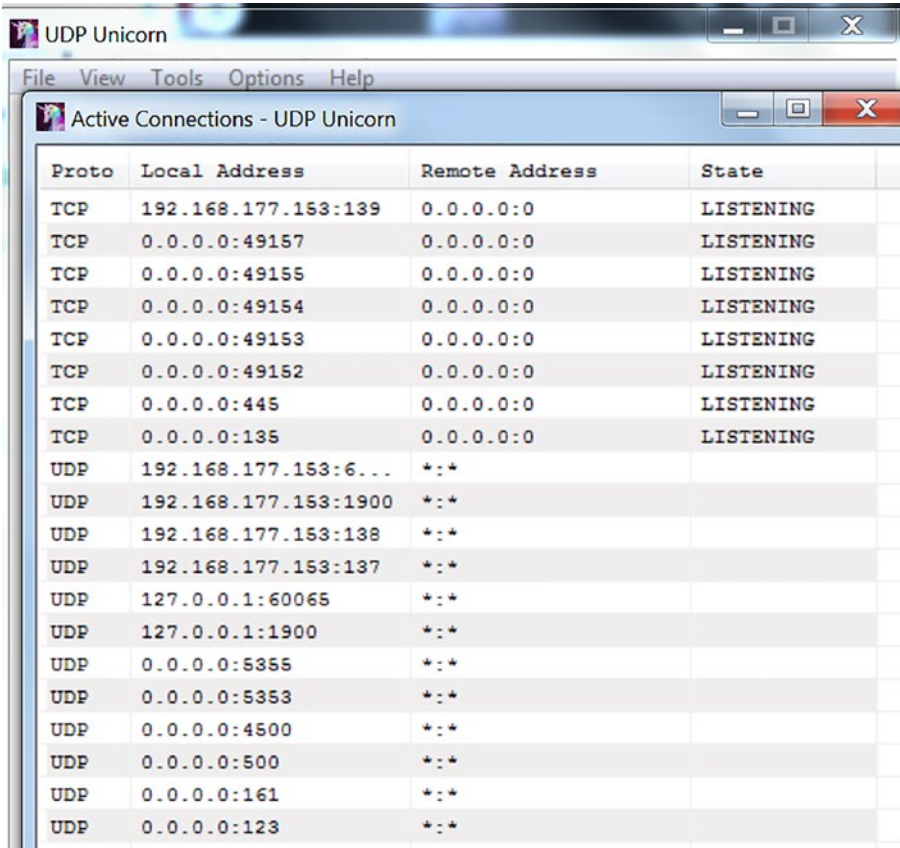 UDP Unicorn
File View Tools Options Help
Active Connections - UDP Unicorn
Proto Local Address Remote Address State
TCP 192.168.177.153:139 0.0.0.0:0 LISTENING
TCP 0.0.0.0:49157 0.0.0.0:0 LISTENING
TCP 0.0.0.0:49155 0.0.0.0:0 LISTENING
TCP 0.0.0.0:49154 0.0.0.0:0 LISTENING
TCP 0.0.0.0:49153 0.0.0.0:0 LISTENING
TCP 0.0.0.0:49152 0.0.0.0:0 LISTENING
TCP 0.0.0.0:445 0.0.0.0:0 LISTENING
TCP 0.0.0.0:135 0.0.0.0:0 LISTENING
UDP 192.168.177.153:6... *:*
UDP 192.168.177.153:1900 *:*
UDP 192.168.177.153:138 *:*
UDP 192.168.177.153:137 *:*
UDP 127.0.0.1:60065 *:*
UDP 127.0.0.1:1900 *:*
UDP 0.0.0.0:5355 *:*
UDP 0.0.0.0:5353 *:*
UDP 0.0.0.0:4500 *:*
UDP 0.0.0.0:500 *:*
UDP 0.0.0.0:161 *:*
UDP 0.0.0.0:123 *:*